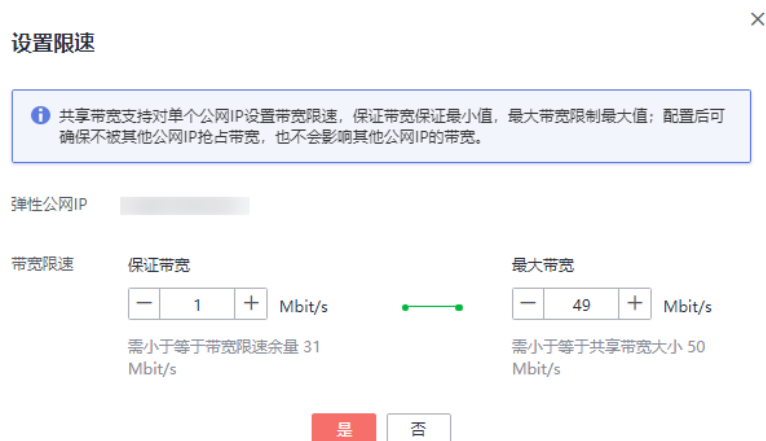 设置限速
共享带宽支持对单个公网IP设置带宽限速，保证带宽保证最小值，最大带宽限制最大值；配置后可
确保不被其他公网IP抢占带宽，也不会影响其他公网IP的带宽。
弹性公网IP
带宽限速 保证带宽 最大带宽
1 Mbit/s 49 Mbit/s
需小于等于带宽限速余量 31 需小于等于共享带宽大小 50
Mbit/s Mbit/s
是 否